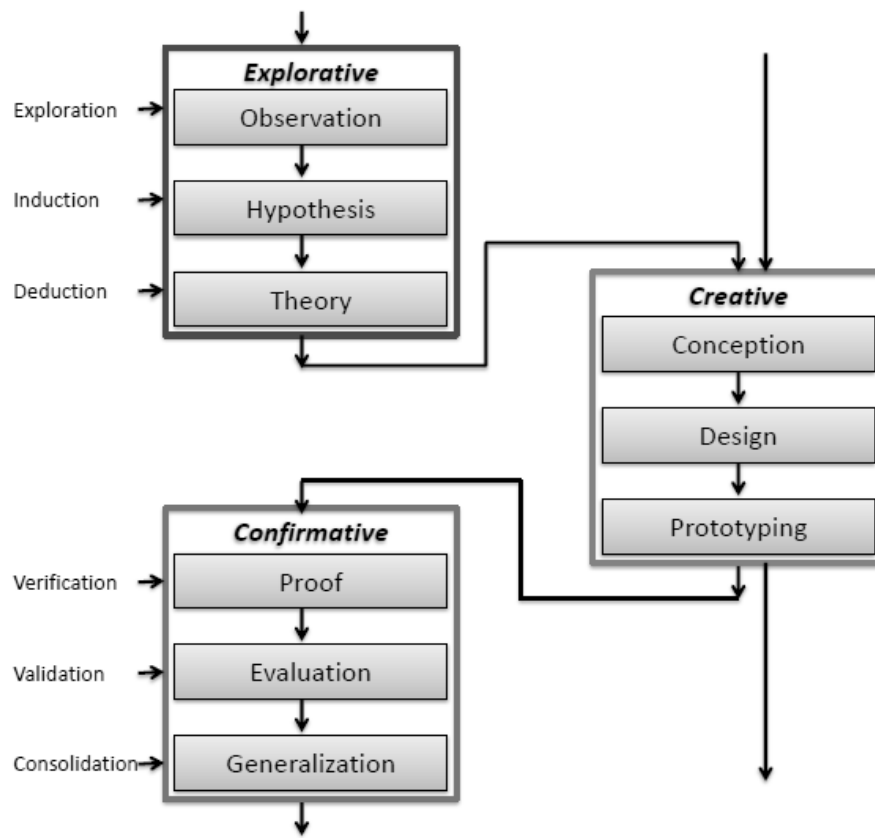 Explorative
Exploration
Observation
Induction
Hypothesis
Deduction
Theory
Creative
Conception
Design
Prototyping
Confirmative
Verification
Proof
Validation
Evaluation
Consolidation
Generalization